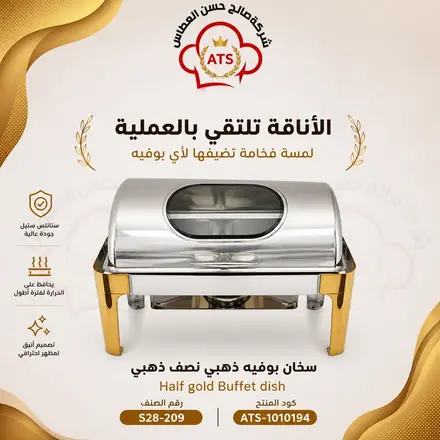 شركة صالح حسن العطاس
ATS
الأناقة تلتقي بالعملية
لمسة فخامة تضيفها لأي بوفيه
ستانلس ستيل
جودة عالية
يحافظ على
الحرارة لفترة أطول
تصميم أنيق
لمظهر احترافي
سخان بوفيه ذهبي نصف ذهبي
Half gold Buffet dish
كود المنتج
ATS-1010194
رقم الصنف
S28-209